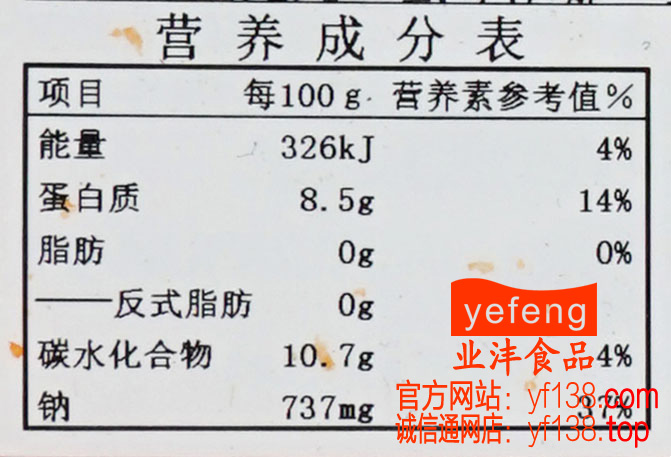 营养成分表
项目 每100g 营养素参考值%
能量 326kJ 4%
蛋白质 8.5g 14%
脂肪 0g 0%
——反式脂肪 0g
yefeng
业沣食品
碳水化合物 10.7g 4%
官方网站: yf138.com
钠 737mg 37%
诚信通网店: yf138.top